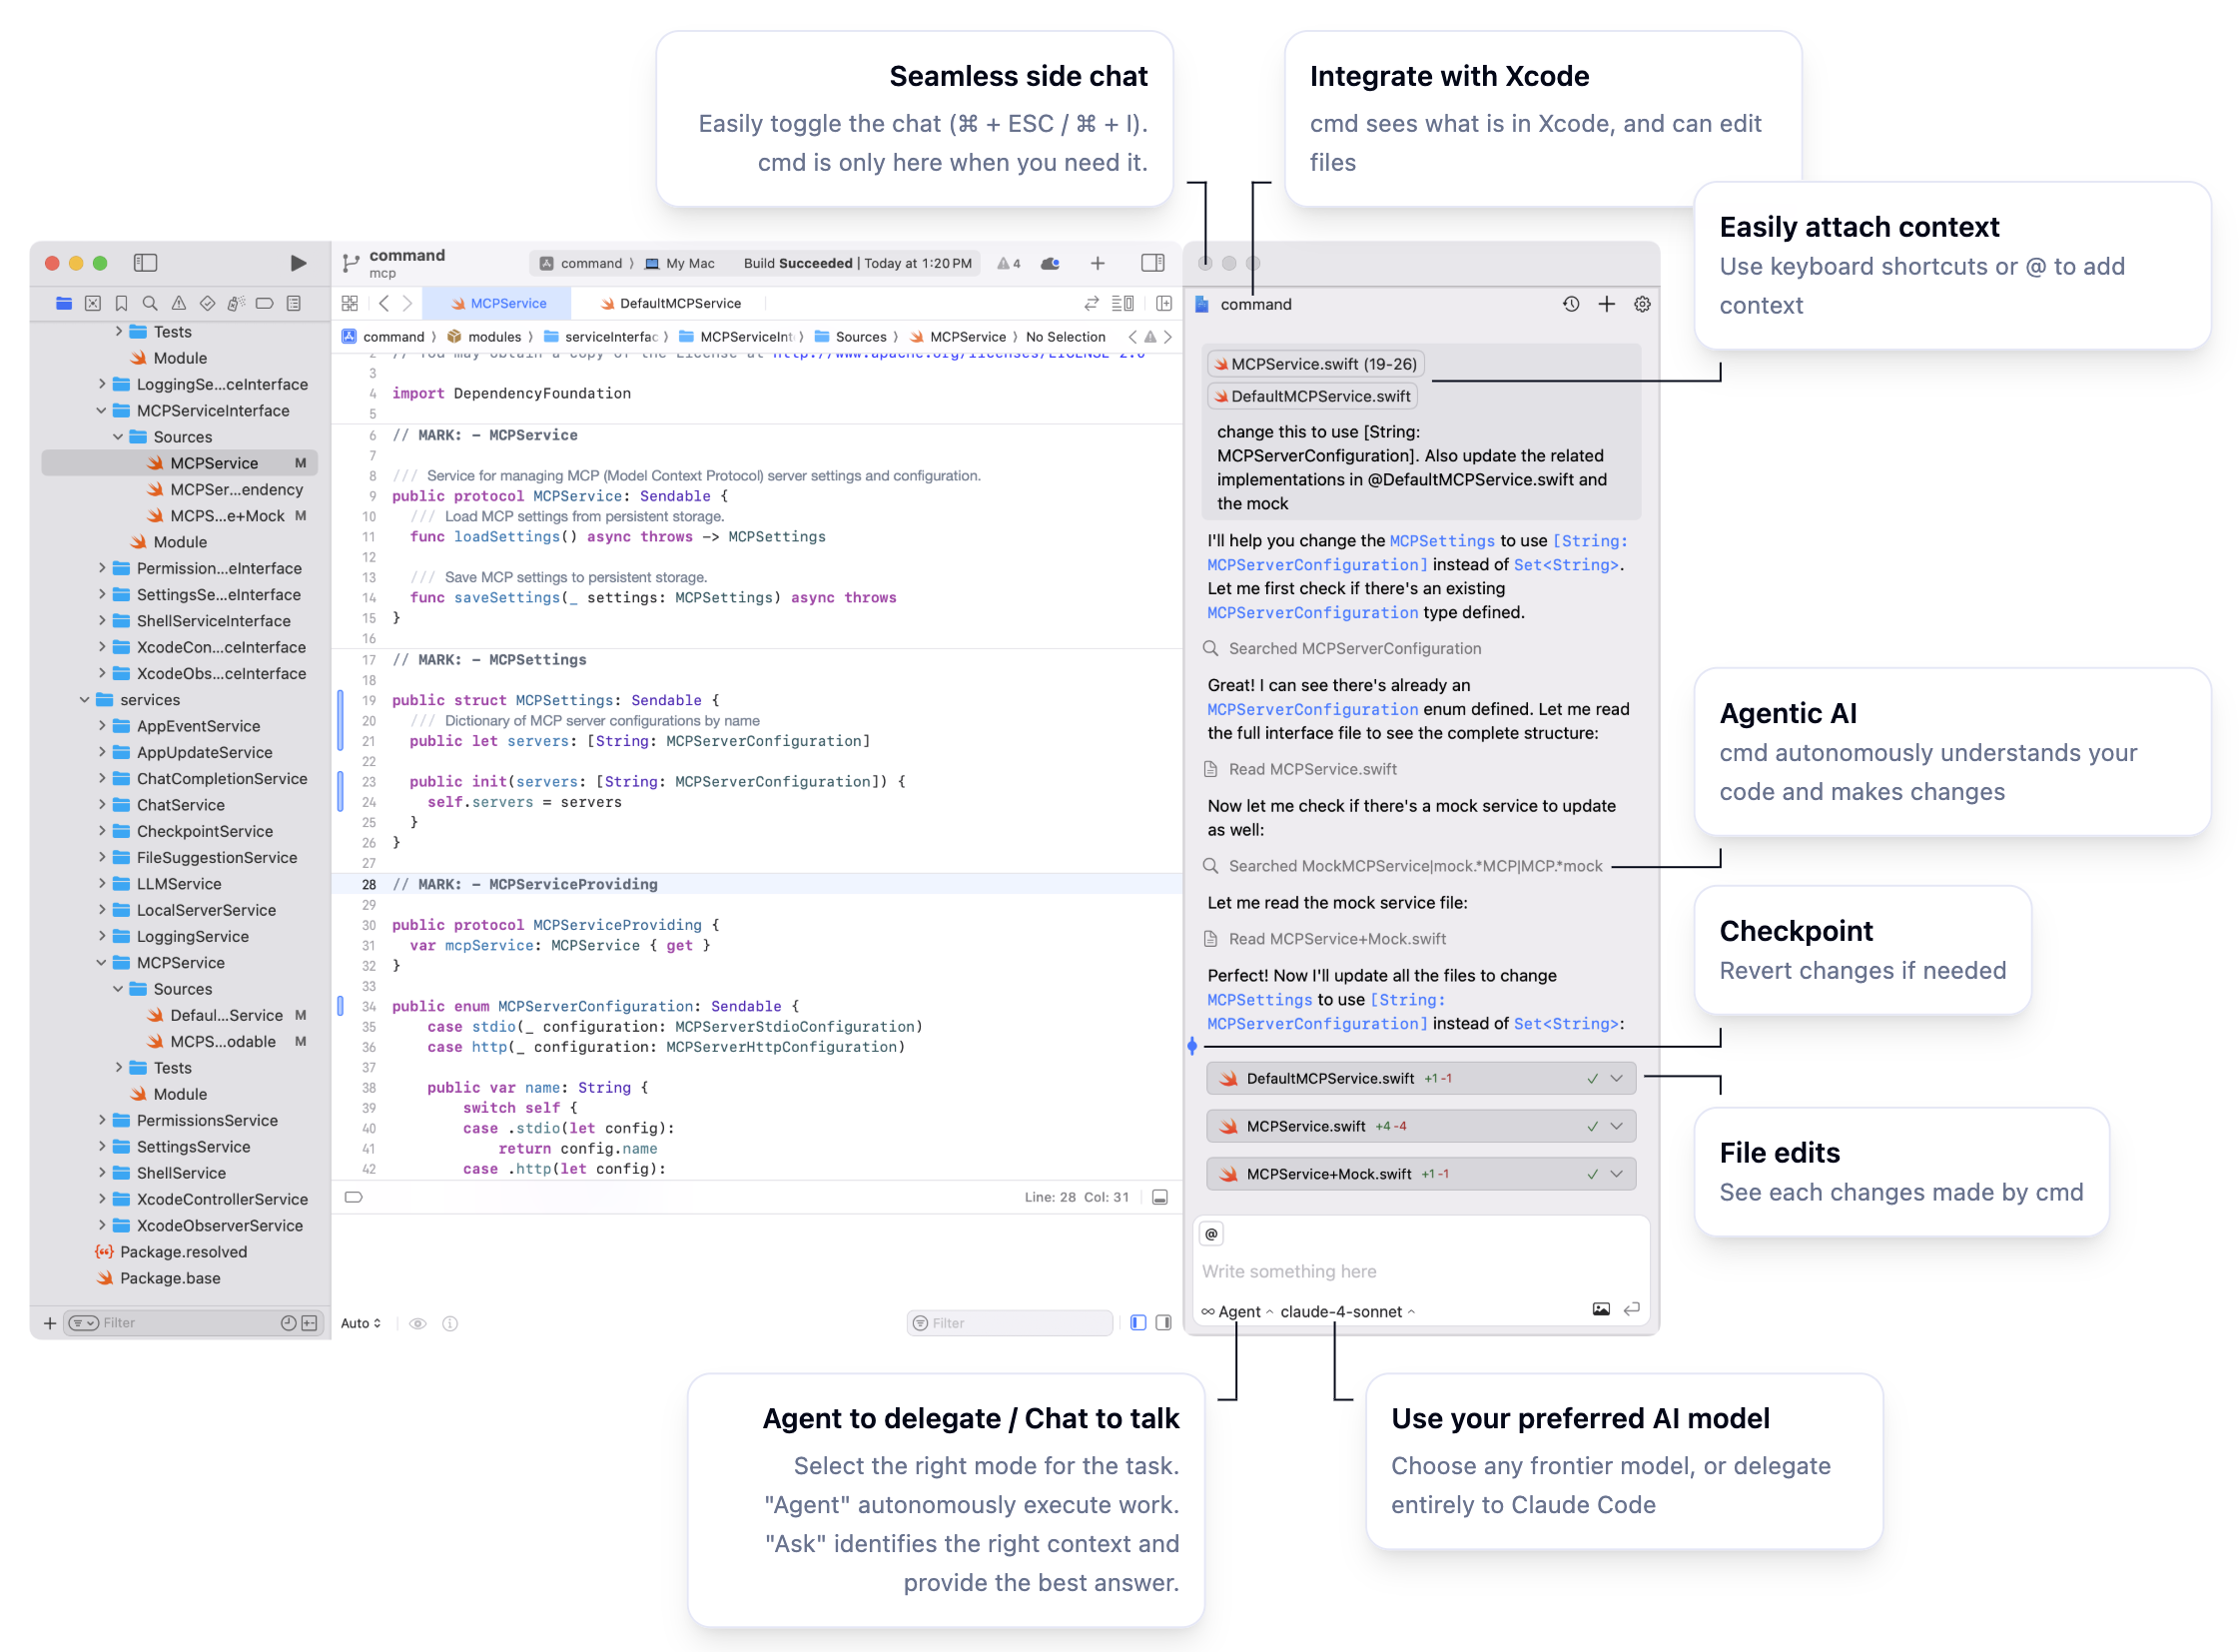 Seamless side chat
Easily toggle the chat (⌘ + ESC / ⌘ + I).
cmd is only here when you need it.
Integrate with Xcode
cmd sees what is in Xcode, and can edit
files
Easily attach context
Use keyboard shortcuts or @ to add
context
command
mcp
command 〉 My Mac
Build Succeeded | Today at 1:20 PM
4
MCPService
DefaultMCPService
command 〉 modules 〉 serviceInterfac 〉 MCPServiceInt 〉 Sources 〉 MCPService 〉 No Selection
Tests
Module
LoggingSe...ceInterface
MCPServiceInterface
Sources
MCPService M
MCPSer...endency
MCPS...e+Mock M
Module
Permission...eInterface
SettingsSe...eInterface
ShellServiceInterface
XcodeCon...ceInterface
XcodeObs...ceInterface
services
AppEventService
AppUpdateService
ChatCompletionService
ChatService
CheckpointService
FileSuggestionService
LLMService
LocalServerService
LoggingService
MCPService
Sources
Defaul...Service M
MCPS...odable M
Tests
Module
PermissionsService
SettingsService
ShellService
XcodeControllerService
XcodeObserverService
Package.resolved
Package.base
Filter
2 // You may obtain a copy of the License at http://www.apache.org/licenses/LICENSE-2.0
3
4 import DependencyFoundation
5
6 // MARK: - MCPService
7
8 /// Service for managing MCP (Model Context Protocol) server settings and configuration.
9 public protocol MCPService: Sendable {
10 /// Load MCP settings from persistent storage.
11 func loadSettings() async throws -> MCPSettings
12
13 /// Save MCP settings to persistent storage.
14 func saveSettings(_ settings: MCPSettings) async throws
15 }
16
17 // MARK: - MCPSettings
18
19 public struct MCPSettings: Sendable {
20 /// Dictionary of MCP server configurations by name
21 public let servers: [String: MCPServerConfiguration]
22
23 public init(servers: [String: MCPServerConfiguration]) {
24 self.servers = servers
25 }
26 }
27
28 // MARK: - MCPServiceProviding
29
30 public protocol MCPServiceProviding {
31 var mcpService: MCPService { get }
32 }
33
34 public enum MCPServerConfiguration: Sendable {
35 case stdio(_ configuration: MCPServerStdioConfiguration)
36 case http(_ configuration: MCPServerHttpConfiguration)
37
38 public var name: String {
39 switch self {
40 case .stdio(let config):
41 return config.name
42 case .http(let config):
Line: 28 Col: 31
Auto
Filter
command
MCPService.swift (19-26)
DefaultMCPService.swift
change this to use [String:
MCPServerConfiguration]. Also update the related
implementations in @DefaultMCPService.swift and
the mock
I'll help you change the MCPSettings to use [String:
MCPServerConfiguration] instead of Set<String>.
Let me first check if there's an existing
MCPServerConfiguration type defined.
Searched MCPServerConfiguration
Great! I can see there's already an
MCPServerConfiguration enum defined. Let me read
the full interface file to see the complete structure:
Read MCPService.swift
Now let me check if there's a mock service to update
as well:
Searched MockMCPService|mock.*MCP|MCP.*mock
Let me read the mock service file:
Read MCPService+Mock.swift
Perfect! Now I'll update all the files to change
MCPSettings to use [String:
MCPServerConfiguration] instead of Set<String>:
DefaultMCPService.swift +1 -1
MCPService.swift +4 -4
MCPService+Mock.swift +1 -1
@
Write something here
∞ Agent ^ claude-4-sonnet ^
Agentic AI
cmd autonomously understands your
code and makes changes
Checkpoint
Revert changes if needed
File edits
See each changes made by cmd
Agent to delegate / Chat to talk
Select the right mode for the task.
"Agent" autonomously execute work.
"Ask" identifies the right context and
provide the best answer.
Use your preferred AI model
Choose any frontier model, or delegate
entirely to Claude Code